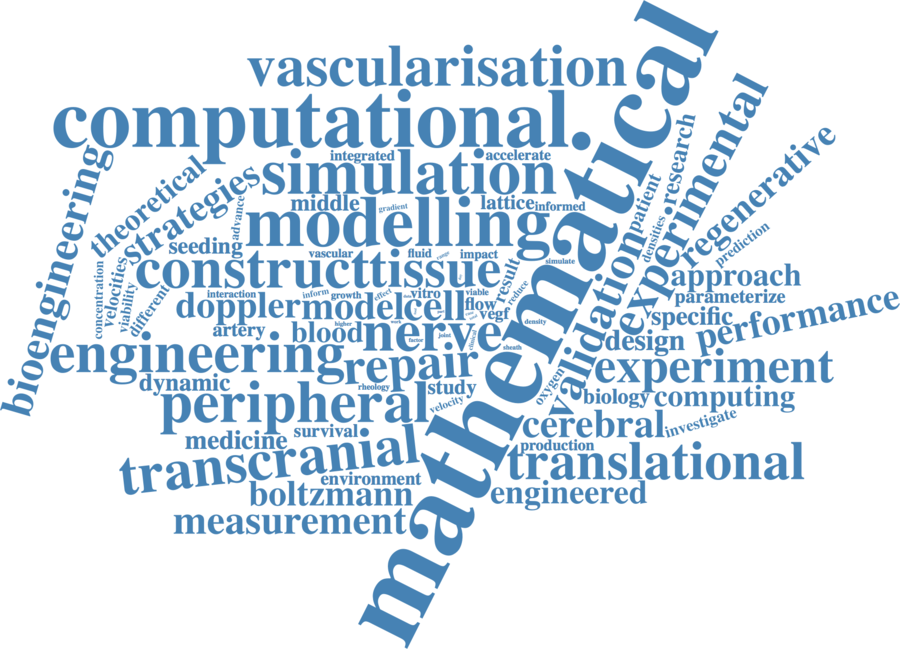 mathematical
vascularisation
computational.
integrated
accelerate
simulation
theoretical
strategies
bioengineering
middle
gradient
lattice
informed
advance
modelling
seeding
vascular
fluid
range
impact
simulate
concentration
velocities
viability
different
construct
tissue
result
reduce
interaction
inform
growth
effect
vitro
viable
doppler
model
cell
flow
vegf
density
artery
blood
higher
work
nerve
factor
joint
clinical
sheath
engineering
repair
dynamic
rheology
study
peripheral
velocity
medicine
survival
transcranial
environment
boltzmann
measurement
research
patient
densities
experimental
regenerative
prediction
validation
approach
parameterize
specific
design
performance
oxygen
experiment
biology
computing
cerebral
investigate
production
translational
engineered